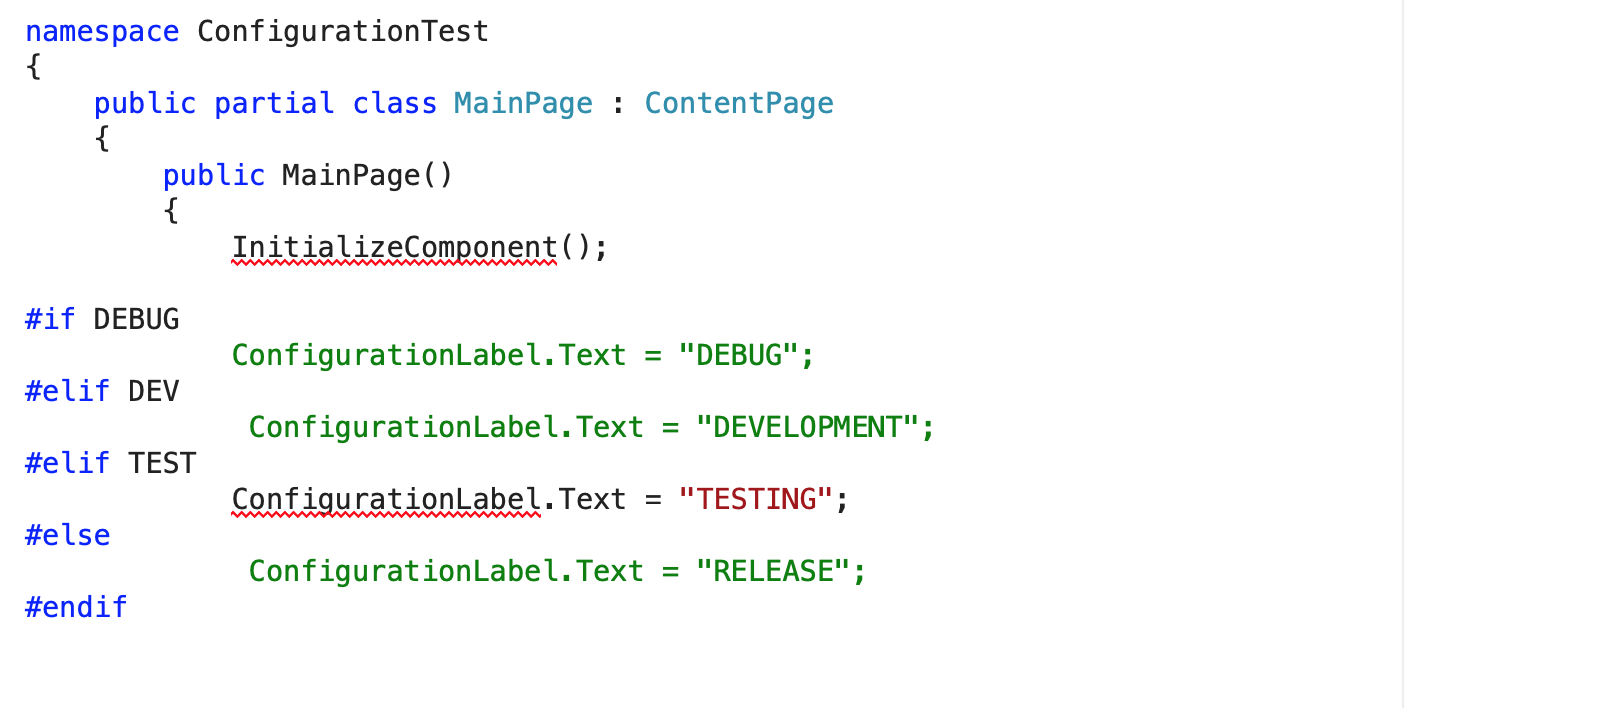 namespace ConfigurationTest
{
    public partial class MainPage : ContentPage
    {
        public MainPage()
        {
            InitializeComponent();

#if DEBUG
            ConfigurationLabel.Text = "DEBUG";
#elif DEV
             ConfigurationLabel.Text = "DEVELOPMENT";
#elif TEST
            ConfigurationLabel.Text = "TESTING";
#else
             ConfigurationLabel.Text = "RELEASE";
#endif